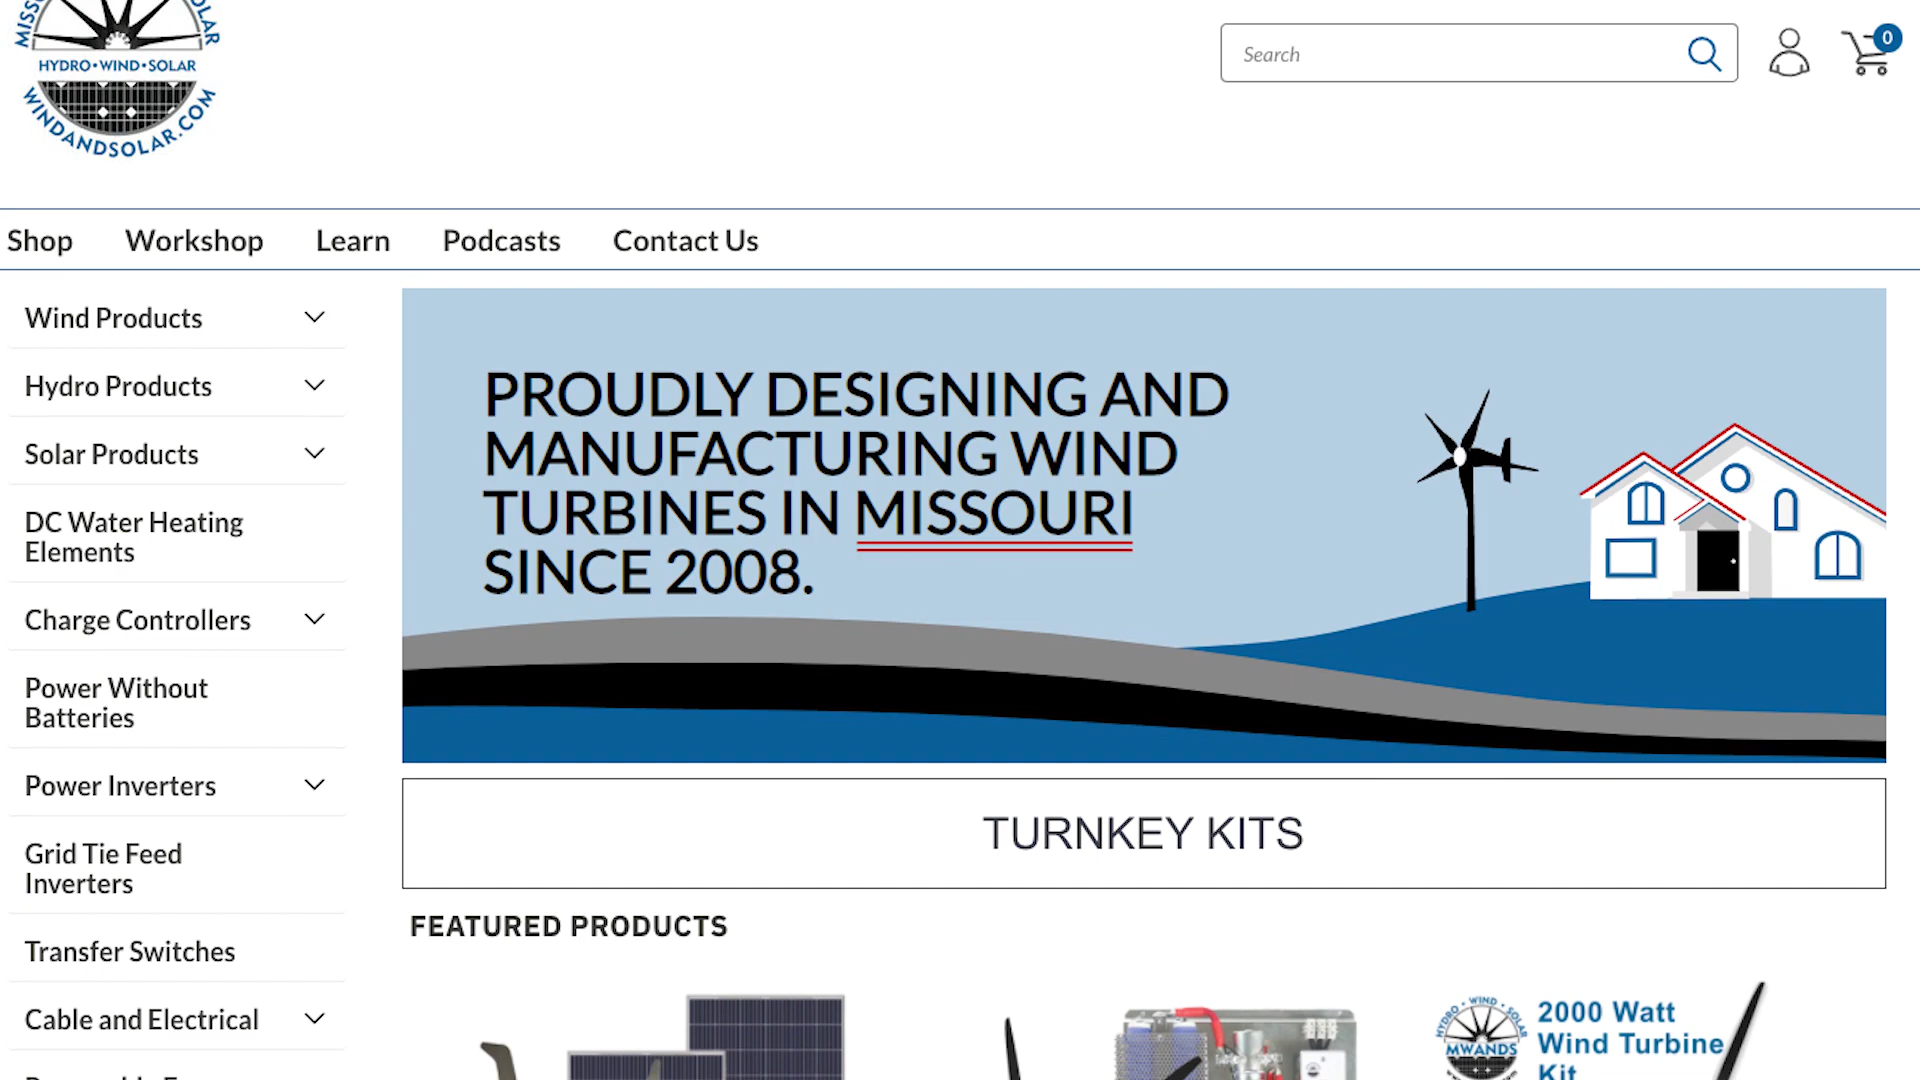 HYDRO•WIND•SOLAR
WINDANDSOLAR.COM
Search
0
Shop
Workshop
Learn
Podcasts
Contact Us
Wind Products
Hydro Products
Solar Products
DC Water Heating
Elements
Charge Controllers
Power Without
Batteries
Power Inverters
Grid Tie Feed
Inverters
Transfer Switches
Cable and Electrical
PROUDLY DESIGNING AND
MANUFACTURING WIND
TURBINES IN MISSOURI
SINCE 2008.
TURNKEY KITS
FEATURED PRODUCTS
HYDRO • WIND • SOLAR
MWANDS
2000 Watt
Wind Turbine
Kit